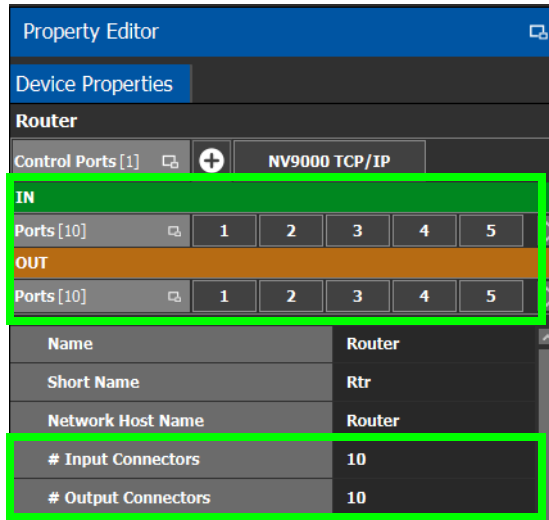 Property Editor
Device Properties
Router
Control Ports [1] NV9000 TCP/IP
IN
Ports [10] 1 2 3 4 5
OUT
Ports [10] 1 2 3 4 5
Name Router
Short Name Rtr
Network Host Name Router
# Input Connectors 10
# Output Connectors 10